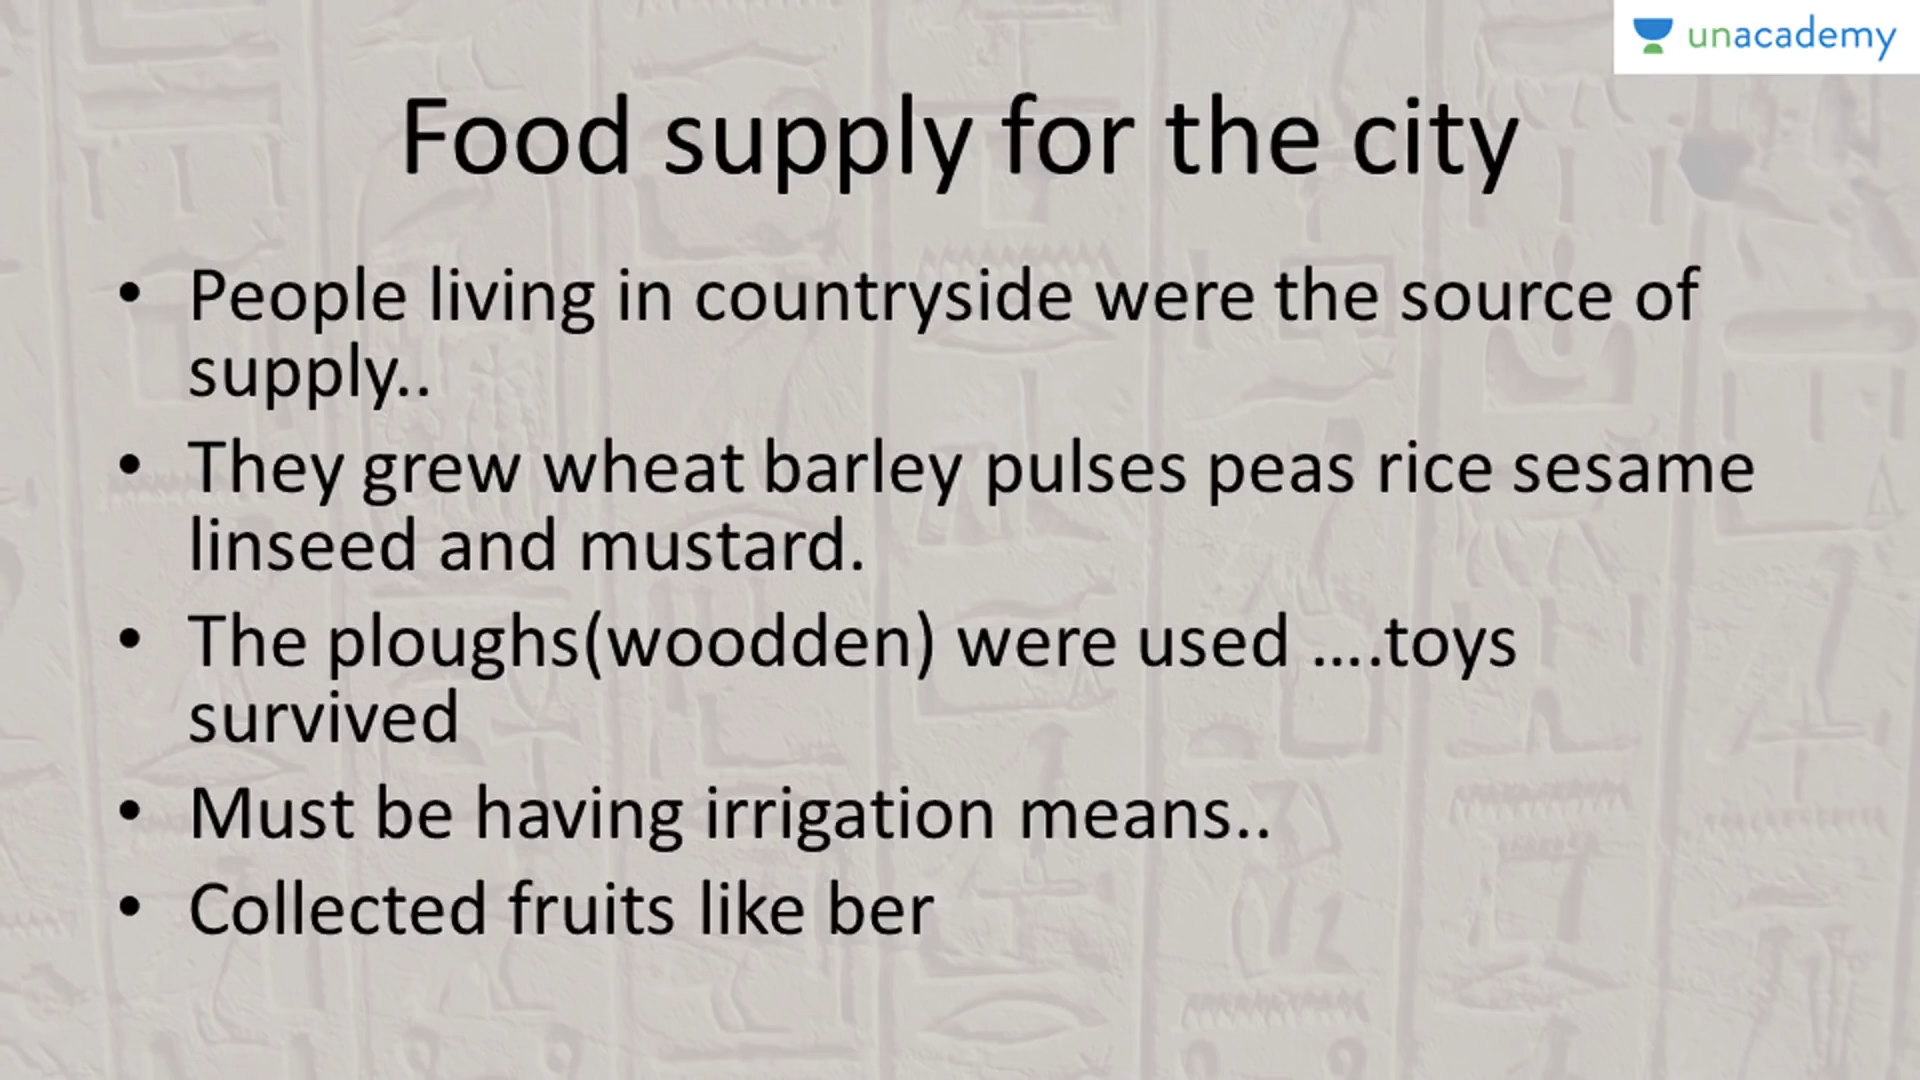 unacademy
Food supply for the city
• People living in countryside were the source of
supply..
• They grew wheat barley pulses peas rice sesame
linseed and mustard.
• The ploughs(woodden) were used ....toys
survived
• Must be having irrigation means..
• Collected fruits like ber